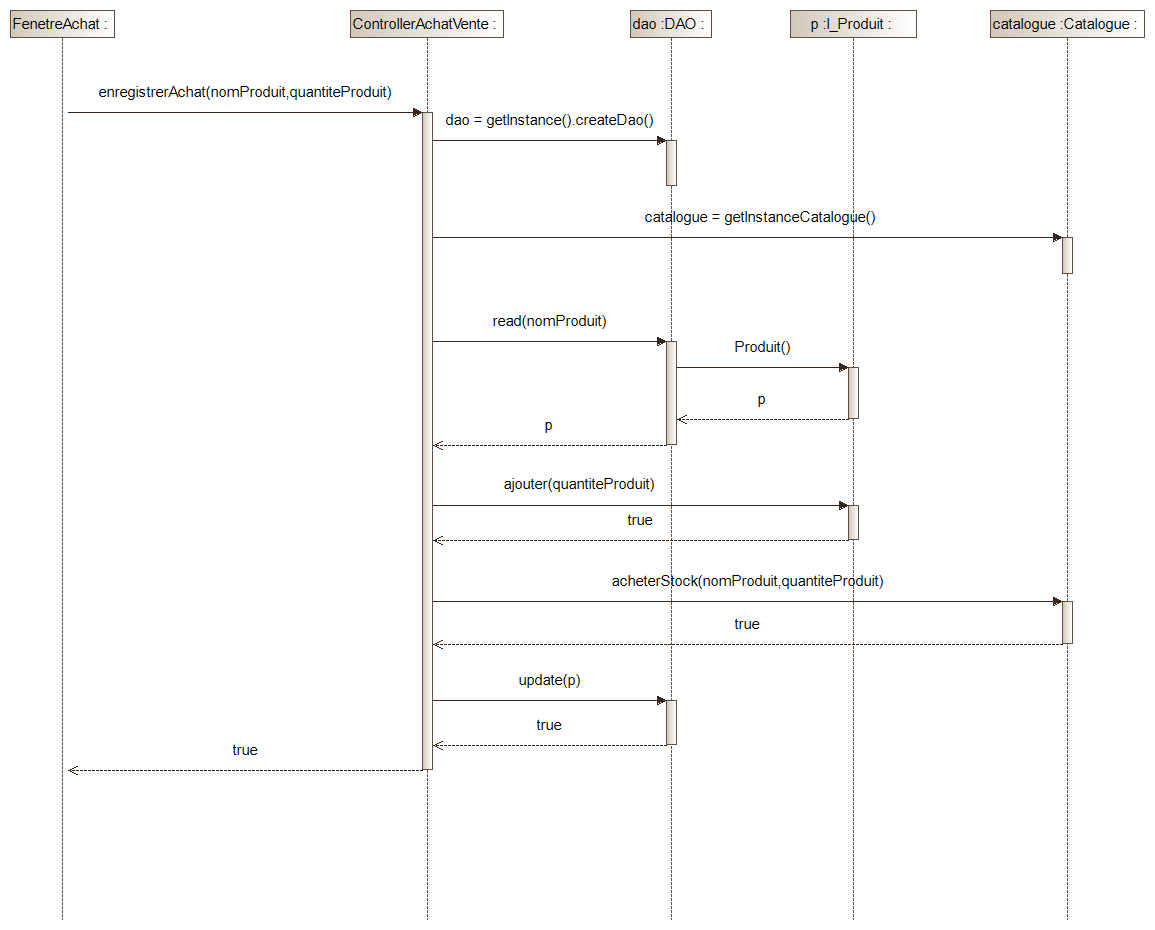 FenetreAchat :
ControllerAchatVente :
dao :DAO :
p :I_Produit :
catalogue :Catalogue :
enregistrerAchat(nomProduit,quantiteProduit)
dao = getInstance().createDao()
catalogue = getInstanceCatalogue()
read(nomProduit)
Produit()
p
p
ajouter(quantiteProduit)
true
acheterStock(nomProduit,quantiteProduit)
true
update(p)
true
true